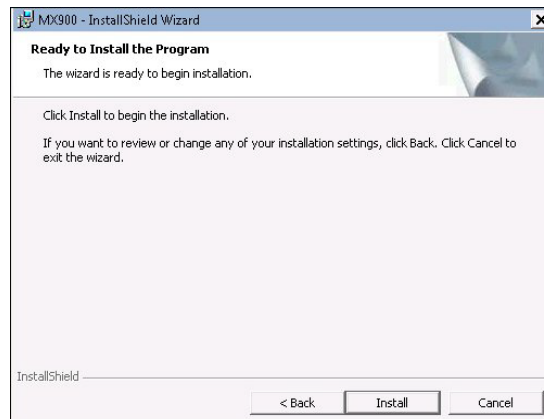 MX900 - InstallShield Wizard
Ready to Install the Program
The wizard is ready to begin installation.
Click Install to begin the installation.
If you want to review or change any of your installation settings, click Back. Click Cancel to
exit the wizard.
InstallShield
< Back Install Cancel